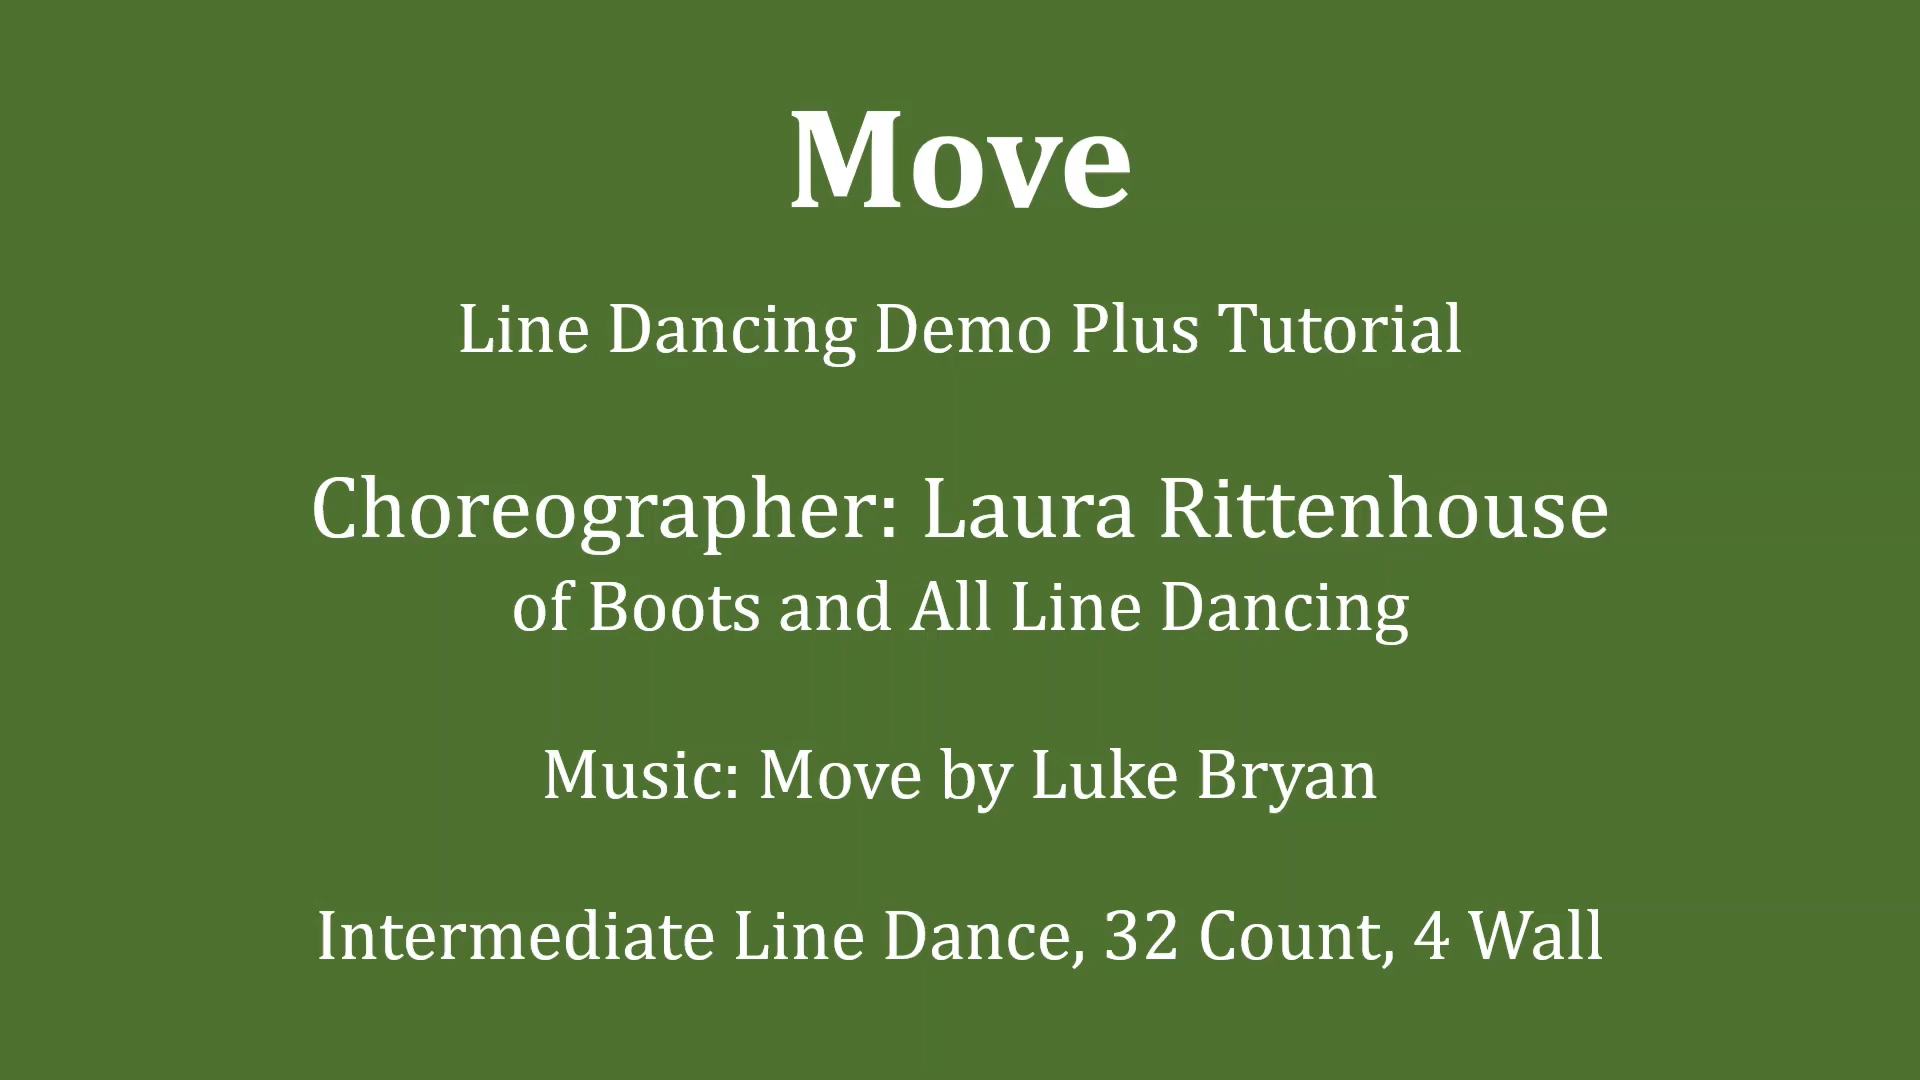 Move
Line Dancing Demo Plus Tutorial
Choreographer: Laura Rittenhouse
of Boots and All Line Dancing
Music: Move by Luke Bryan
Intermediate Line Dance, 32 Count, 4 Wall